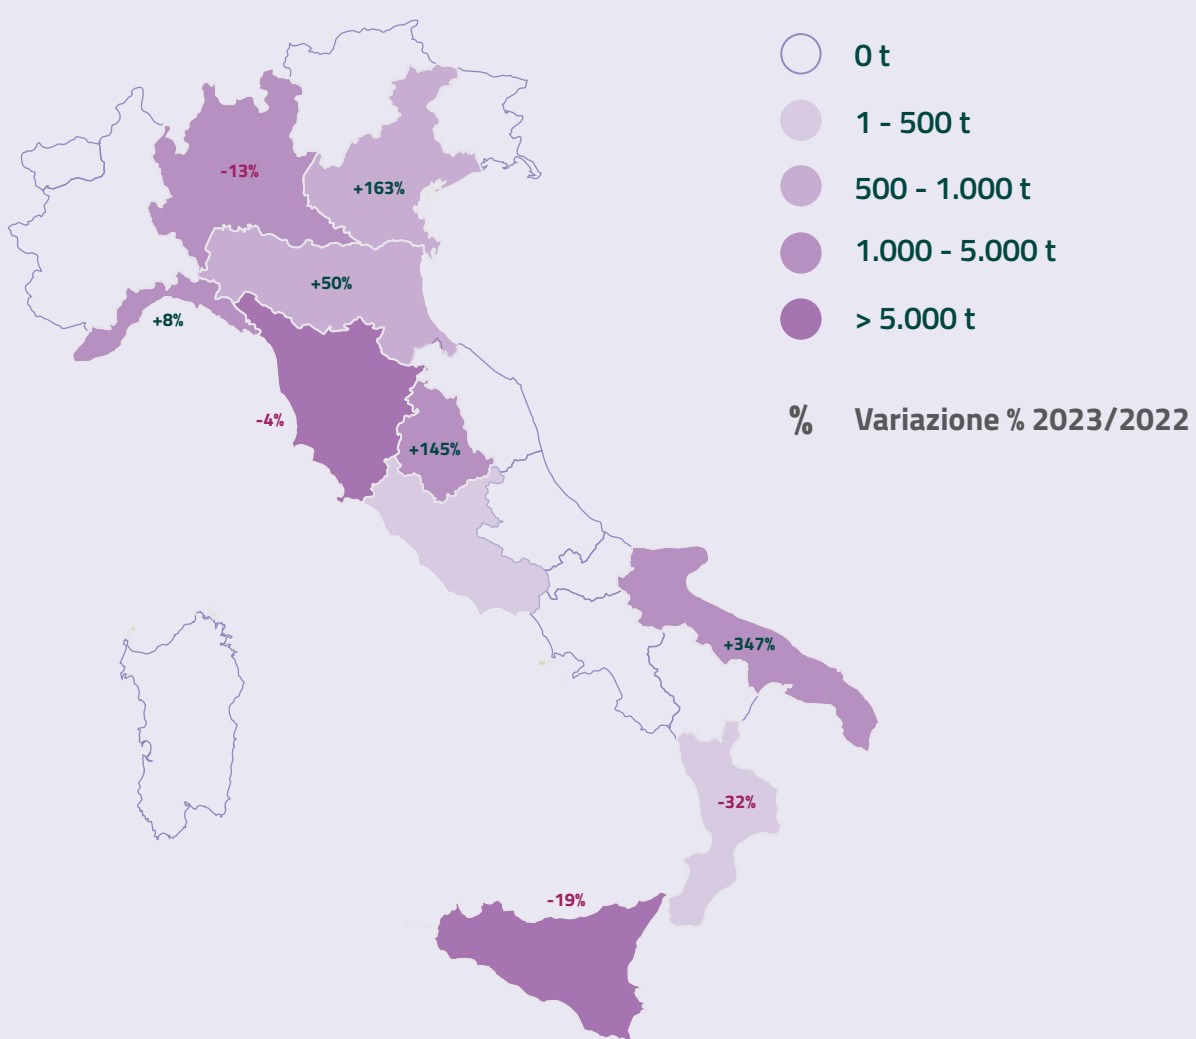 0 t
1 - 500 t
500 - 1.000 t
1.000 - 5.000 t
> 5.000 t
% Variazione % 2023/2022
-13%
+163%
+50%
+8%
-4%
+145%
+347%
-32%
-19%